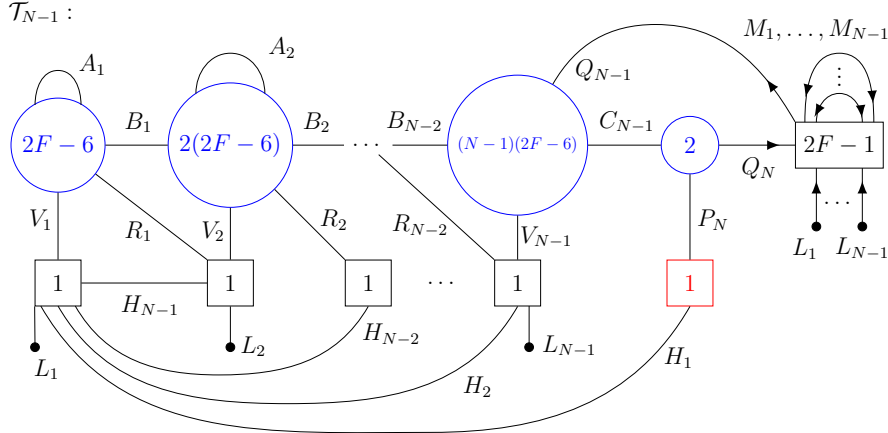 𝒯_{N−1} :
A_1 A_2 M_1, …, M_{N−1}
Q_{N−1}
B_1 B_2 B_{N−2} C_{N−1}
2F − 6 2(2F − 6) ⋯ (N−1)(2F−6) 2 2F − 1
Q_N
V_1 R_1 V_2 R_2 R_{N−2} V_{N−1} P_N L_1 ⋯ L_{N−1}
1 1 1 ⋯ 1 1
H_{N−1}
H_{N−2}
L_1 L_2 L_{N−1} H_1
H_2